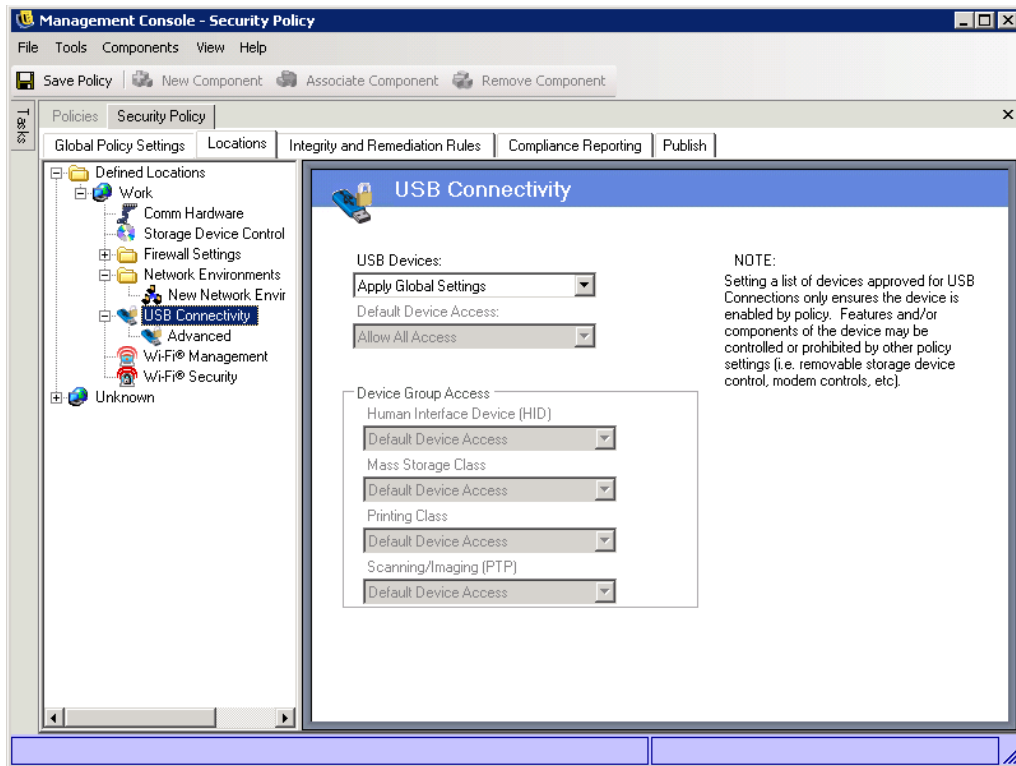 Management Console - Security Policy
File Tools Components View Help
Save Policy New Component Associate Component Remove Component
Tasks
Policies Security Policy
Global Policy Settings Locations Integrity and Remediation Rules Compliance Reporting Publish
Defined Locations
Work
Comm Hardware
Storage Device Control
Firewall Settings
Network Environments
New Network Envir
USB Connectivity
Advanced
Wi-Fi® Management
Wi-Fi® Security
Unknown
USB Connectivity
USB Devices:
Apply Global Settings
Default Device Access:
Allow All Access
Device Group Access
Human Interface Device (HID)
Default Device Access
Mass Storage Class
Default Device Access
Printing Class
Default Device Access
Scanning/Imaging (PTP)
Default Device Access
NOTE:
Setting a list of devices approved for USB
Connections only ensures the device is
enabled by policy. Features and/or
components of the device may be
controlled or prohibited by other policy
settings (i.e. removable storage device
control, modem controls, etc).